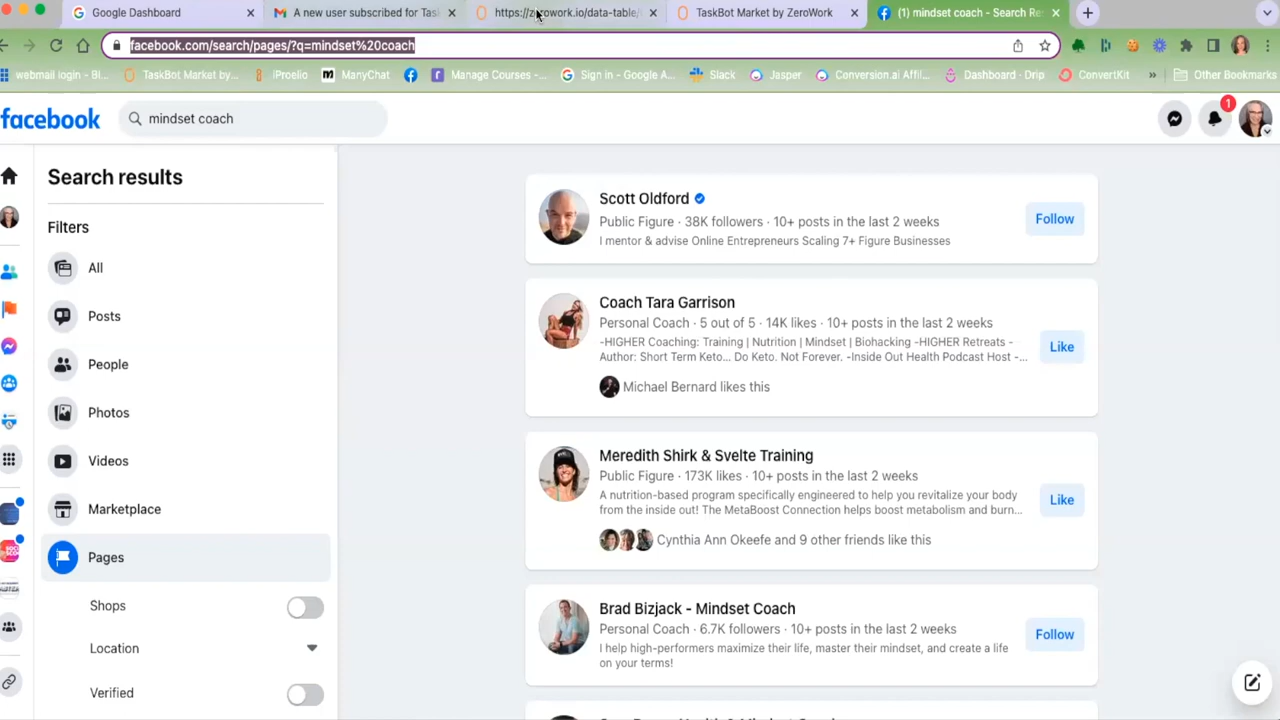 Google Dashboard
A new user subscribed for Task
https://zerowork.io/data-table/
TaskBot Market by ZeroWork
(1) mindset coach - Search Re
facebook.com/search/pages/?q=mindset%20coach
webmail login - Bl...
TaskBot Market by...
iProelio
ManyChat
Manage Courses -...
Sign in - Google A...
Slack
Jasper
Conversion.ai Affil...
Dashboard · Drip
ConvertKit
Other Bookmarks
facebook
mindset coach
1
Search results
Filters
All
Posts
People
Photos
Videos
Marketplace
Pages
Shops
Location
Verified
Scott Oldford
Public Figure · 38K followers · 10+ posts in the last 2 weeks
I mentor & advise Online Entrepreneurs Scaling 7+ Figure Businesses
Follow
Coach Tara Garrison
Personal Coach · 5 out of 5 · 14K likes · 10+ posts in the last 2 weeks
-HIGHER Coaching: Training | Nutrition | Mindset | Biohacking -HIGHER Retreats -
Author: Short Term Keto... Do Keto. Not Forever. -Inside Out Health Podcast Host -...
Like
Michael Bernard likes this
Meredith Shirk & Svelte Training
Public Figure · 173K likes · 10+ posts in the last 2 weeks
A nutrition-based program specifically engineered to help you revitalize your body
from the inside out! The MetaBoost Connection helps boost metabolism and burn...
Like
Cynthia Ann Okeefe and 9 other friends like this
Brad Bizjack - Mindset Coach
Personal Coach · 6.7K followers · 10+ posts in the last 2 weeks
I help high-performers maximize their life, master their mindset, and create a life
on your terms!
Follow